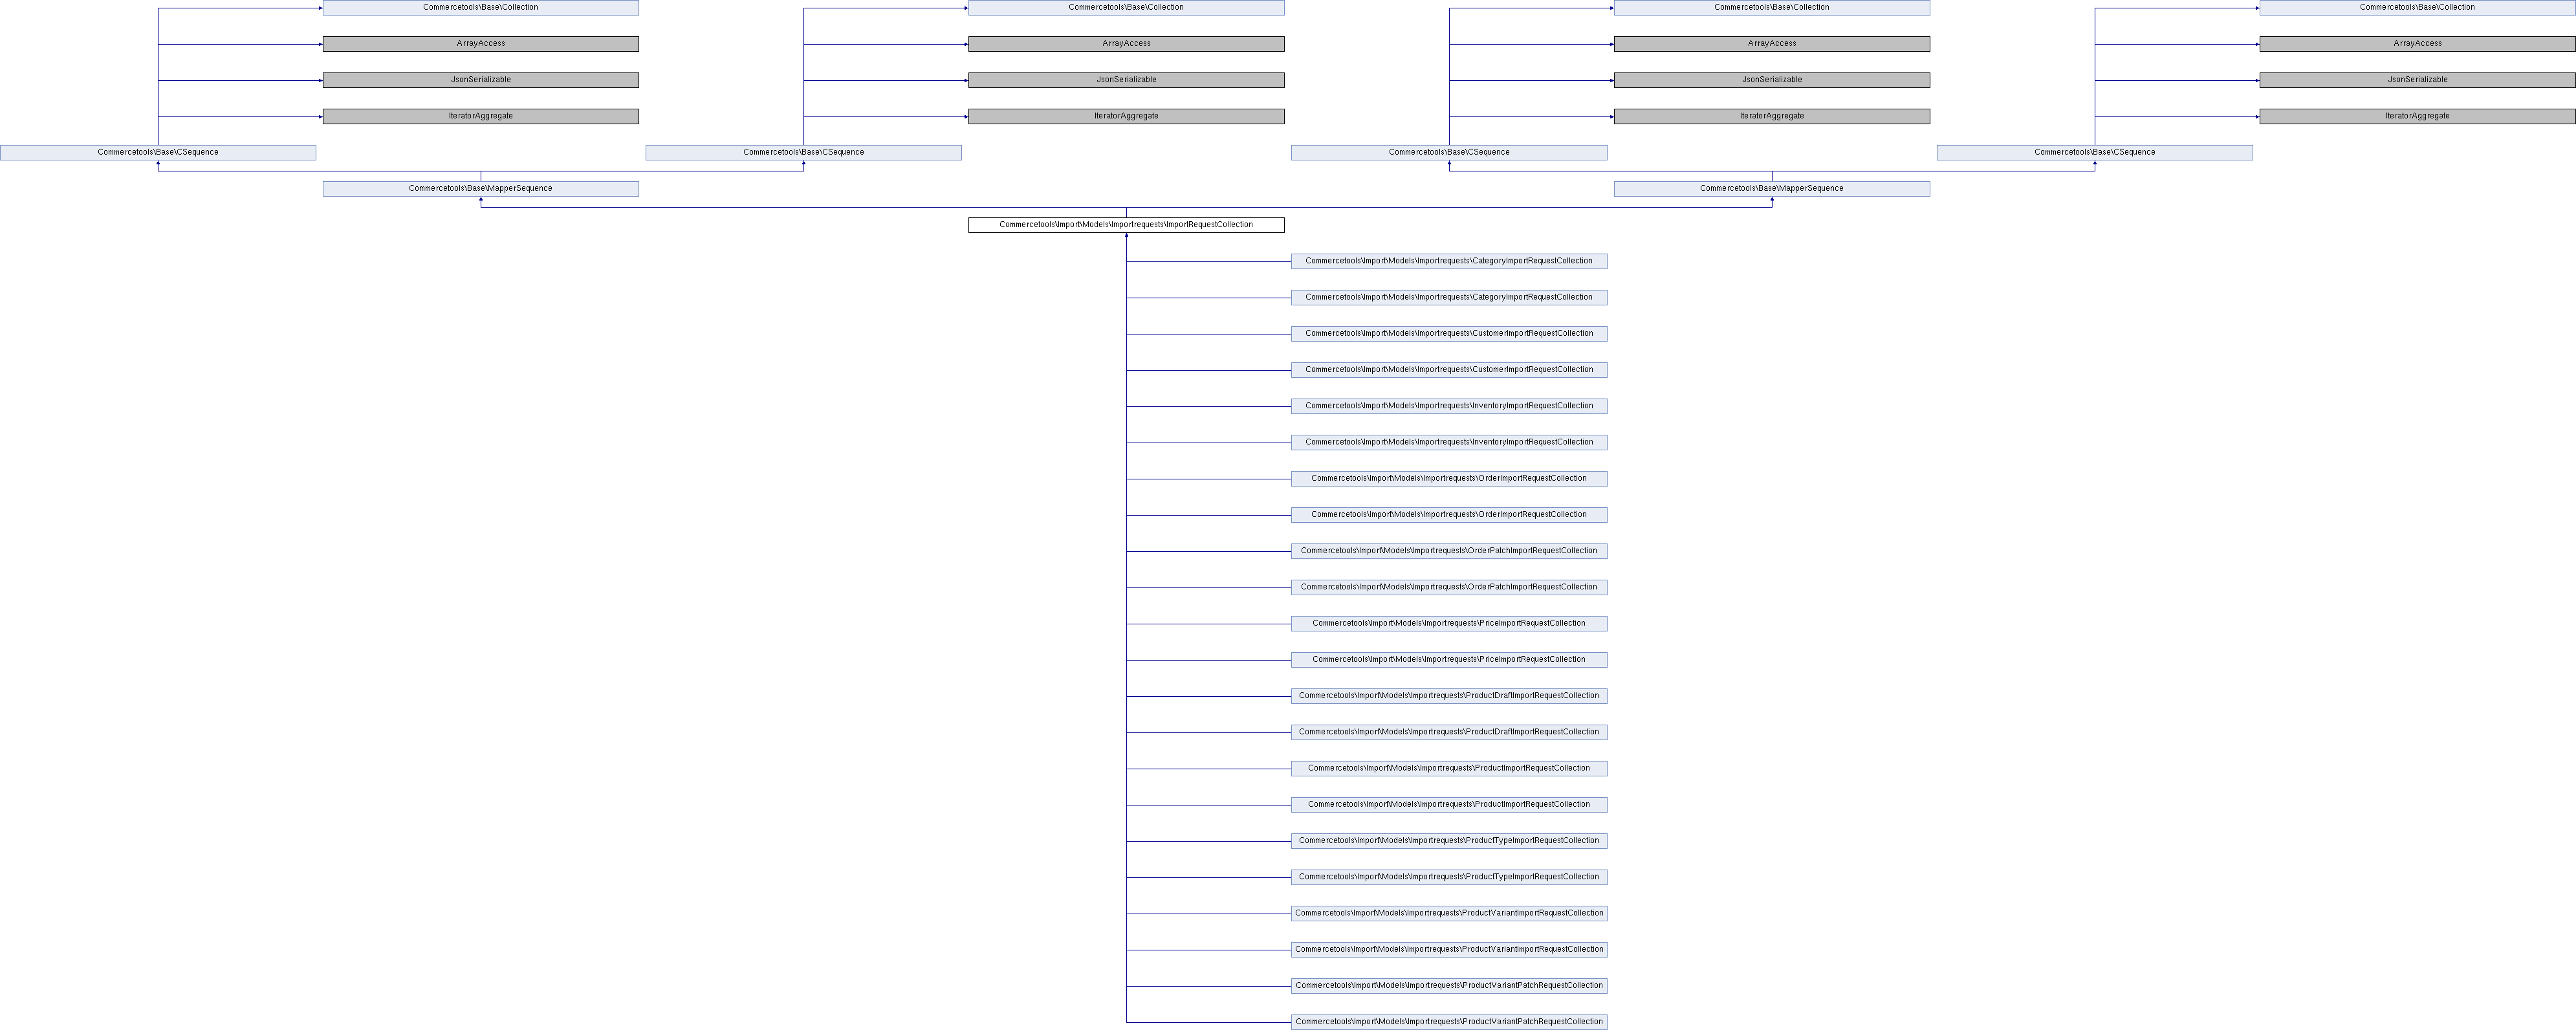 Commercetools\Base\Collection
Commercetools\Base\Collection
Commercetools\Base\Collection
Commercetools\Base\Collection
ArrayAccess
ArrayAccess
ArrayAccess
ArrayAccess
JsonSerializable
JsonSerializable
JsonSerializable
JsonSerializable
IteratorAggregate
IteratorAggregate
IteratorAggregate
IteratorAggregate
Commercetools\Base\CSequence
Commercetools\Base\CSequence
Commercetools\Base\CSequence
Commercetools\Base\CSequence
Commercetools\Base\MapperSequence
Commercetools\Base\MapperSequence
Commercetools\Import\Models\Importrequests\ImportRequestCollection
Commercetools\Import\Models\Importrequests\CategoryImportRequestCollection
Commercetools\Import\Models\Importrequests\CategoryImportRequestCollection
Commercetools\Import\Models\Importrequests\CustomerImportRequestCollection
Commercetools\Import\Models\Importrequests\CustomerImportRequestCollection
Commercetools\Import\Models\Importrequests\InventoryImportRequestCollection
Commercetools\Import\Models\Importrequests\InventoryImportRequestCollection
Commercetools\Import\Models\Importrequests\OrderImportRequestCollection
Commercetools\Import\Models\Importrequests\OrderImportRequestCollection
Commercetools\Import\Models\Importrequests\OrderPatchImportRequestCollection
Commercetools\Import\Models\Importrequests\OrderPatchImportRequestCollection
Commercetools\Import\Models\Importrequests\PriceImportRequestCollection
Commercetools\Import\Models\Importrequests\PriceImportRequestCollection
Commercetools\Import\Models\Importrequests\ProductDraftImportRequestCollection
Commercetools\Import\Models\Importrequests\ProductDraftImportRequestCollection
Commercetools\Import\Models\Importrequests\ProductImportRequestCollection
Commercetools\Import\Models\Importrequests\ProductImportRequestCollection
Commercetools\Import\Models\Importrequests\ProductTypeImportRequestCollection
Commercetools\Import\Models\Importrequests\ProductTypeImportRequestCollection
Commercetools\Import\Models\Importrequests\ProductVariantImportRequestCollection
Commercetools\Import\Models\Importrequests\ProductVariantImportRequestCollection
Commercetools\Import\Models\Importrequests\ProductVariantPatchRequestCollection
Commercetools\Import\Models\Importrequests\ProductVariantPatchRequestCollection